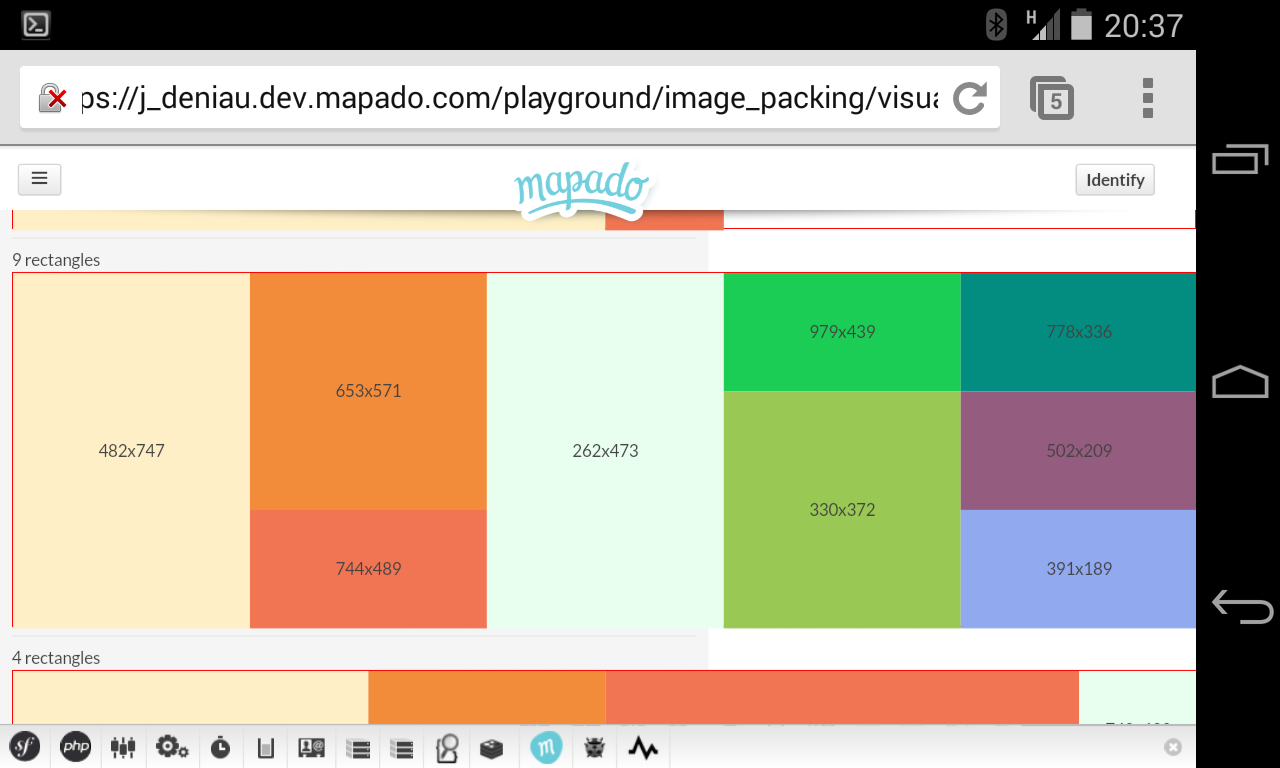 H
20:37
ps://j_deniau.dev.mapado.com/playground/image_packing/visua
5
mapado
Identify
9 rectangles
979x439
778x336
653x571
482x747
262x473
502x209
330x372
744x489
391x189
4 rectangles
sf
php
m